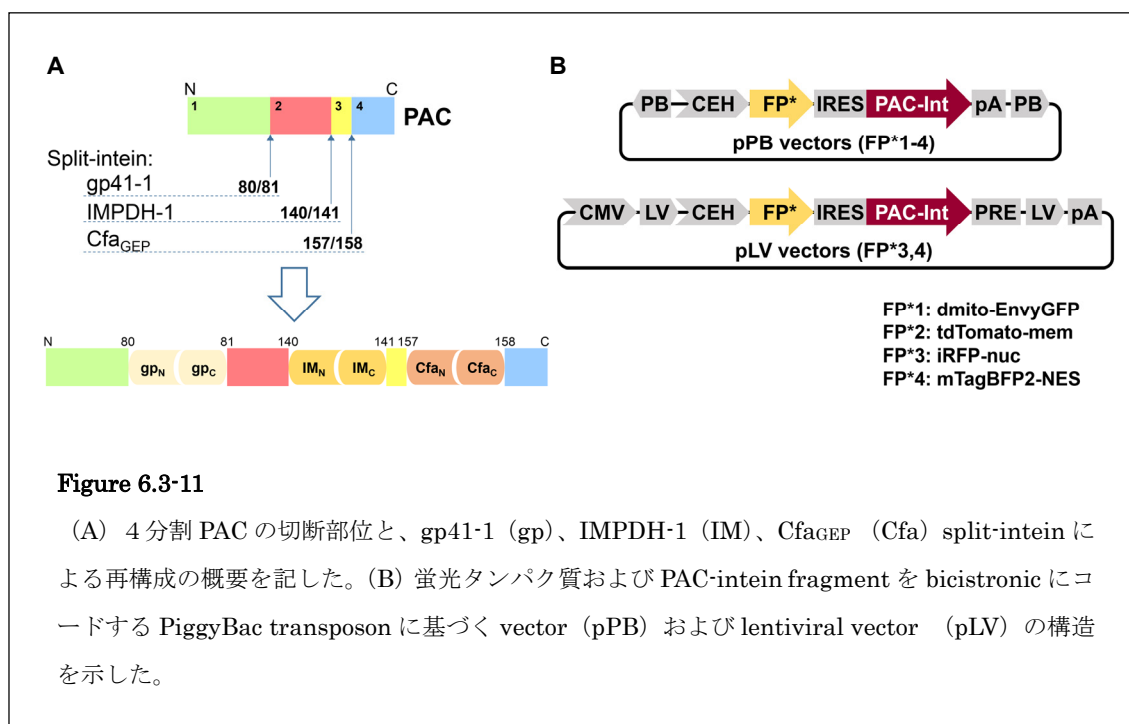 A
N C
1 2 3 4 PAC
Split-intein:
gp41-1 80/81
IMPDH-1 140/141
CfaGEP 157/158
N 80 81 140 141 157 158 C
gpN gpC IMN IMC CfaN CfaC
B
PB CEH FP* IRES PAC-Int pA PB
pPB vectors (FP*1-4)
CMV LV CEH FP* IRES PAC-Int PRE LV pA
pLV vectors (FP*3,4)
FP*1: dmito-EnvyGFP
FP*2: tdTomato-mem
FP*3: iRFP-nuc
FP*4: mTagBFP2-NES
Figure 6.3-11
(A) 4分割 PAC の切断部位と、gp41-1(gp)、IMPDH-1(IM)、CfaGEP (Cfa)split-intein に
よる再構成の概要を記した。(B) 蛍光タンパク質および PAC-intein fragment を bicistronic にコ
ードする PiggyBac transposon に基づく vector(pPB)および lentiviral vector (pLV)の構造
を示した。